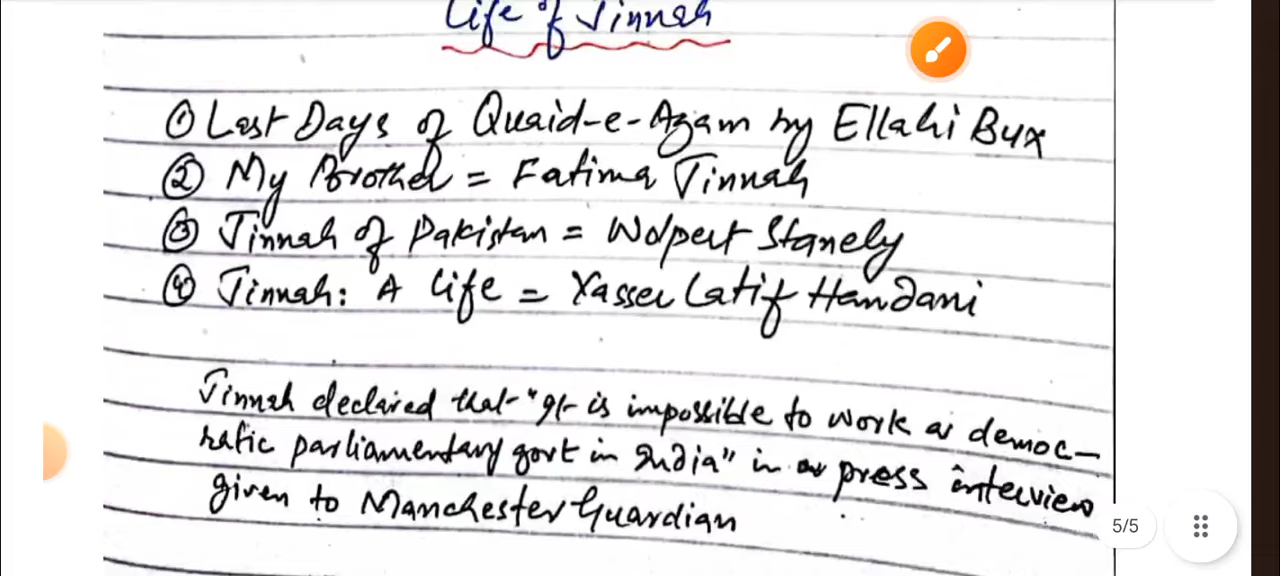 Life of Jinnah
① Last Days of Quaid-e-Azam by Ellahi Bux
② My Brother = Fatima Jinnah
③ Jinnah of Pakistan = Wolpert Stanely
④ Jinnah: A life = Yasser Latif Hamdani
Jinnah declared that "It is impossible to work a democ-
ratic parliamentary govt in India" in a press interview
given to Manchester Guardian
5/5